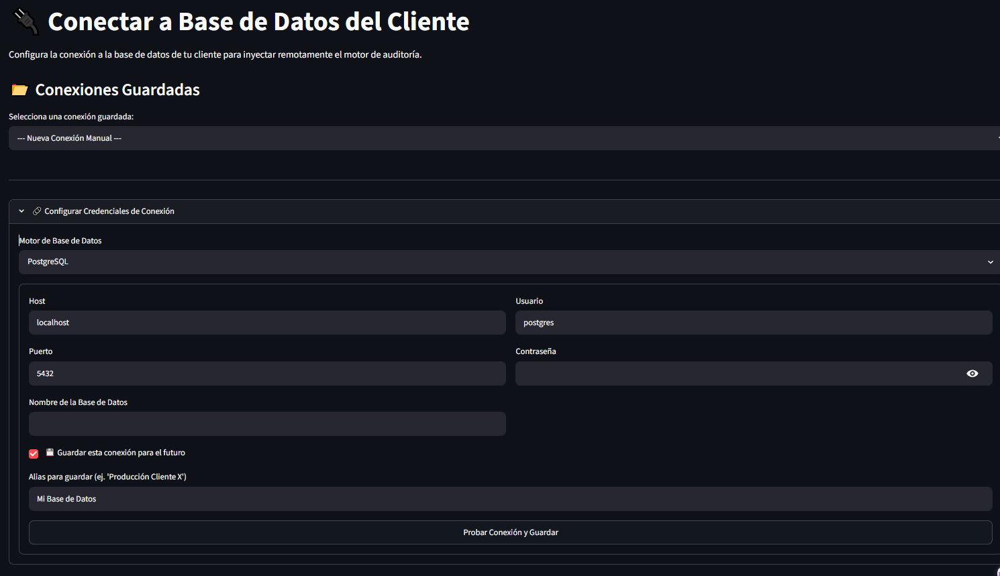 Conectar a Base de Datos del Cliente
Configura la conexión a la base de datos de tu cliente para inyectar remotamente el motor de auditoría.
Conexiones Guardadas
Selecciona una conexión guardada:
--- Nueva Conexión Manual ---
Configurar Credenciales de Conexión
Motor de Base de Datos
PostgreSQL
Host
localhost
Usuario
postgres
Puerto
5432
Contraseña
Nombre de la Base de Datos
Guardar esta conexión para el futuro
Alias para guardar (ej. 'Producción Cliente X')
Mi Base de Datos
Probar Conexión y Guardar